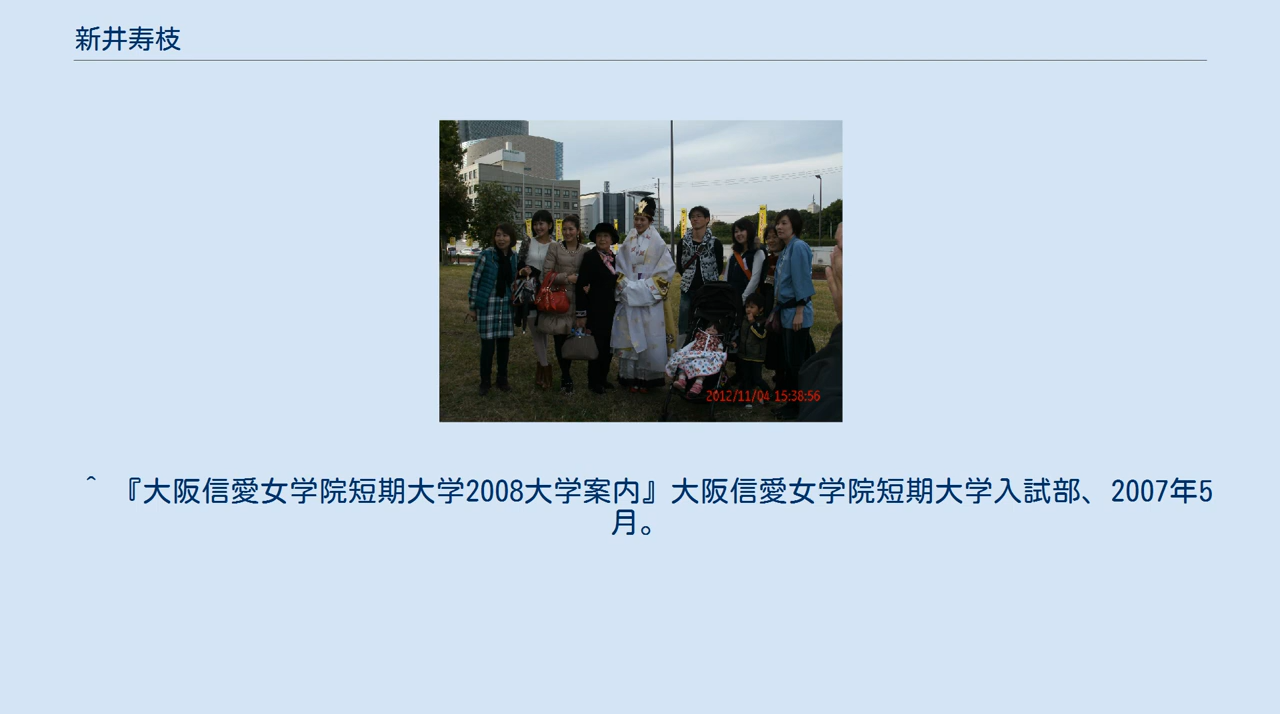 新井寿枝
2012/11/04 15:38:56
^ 『大阪信愛女学院短期大学2008大学案内』大阪信愛女学院短期大学入試部、2007年5
月。